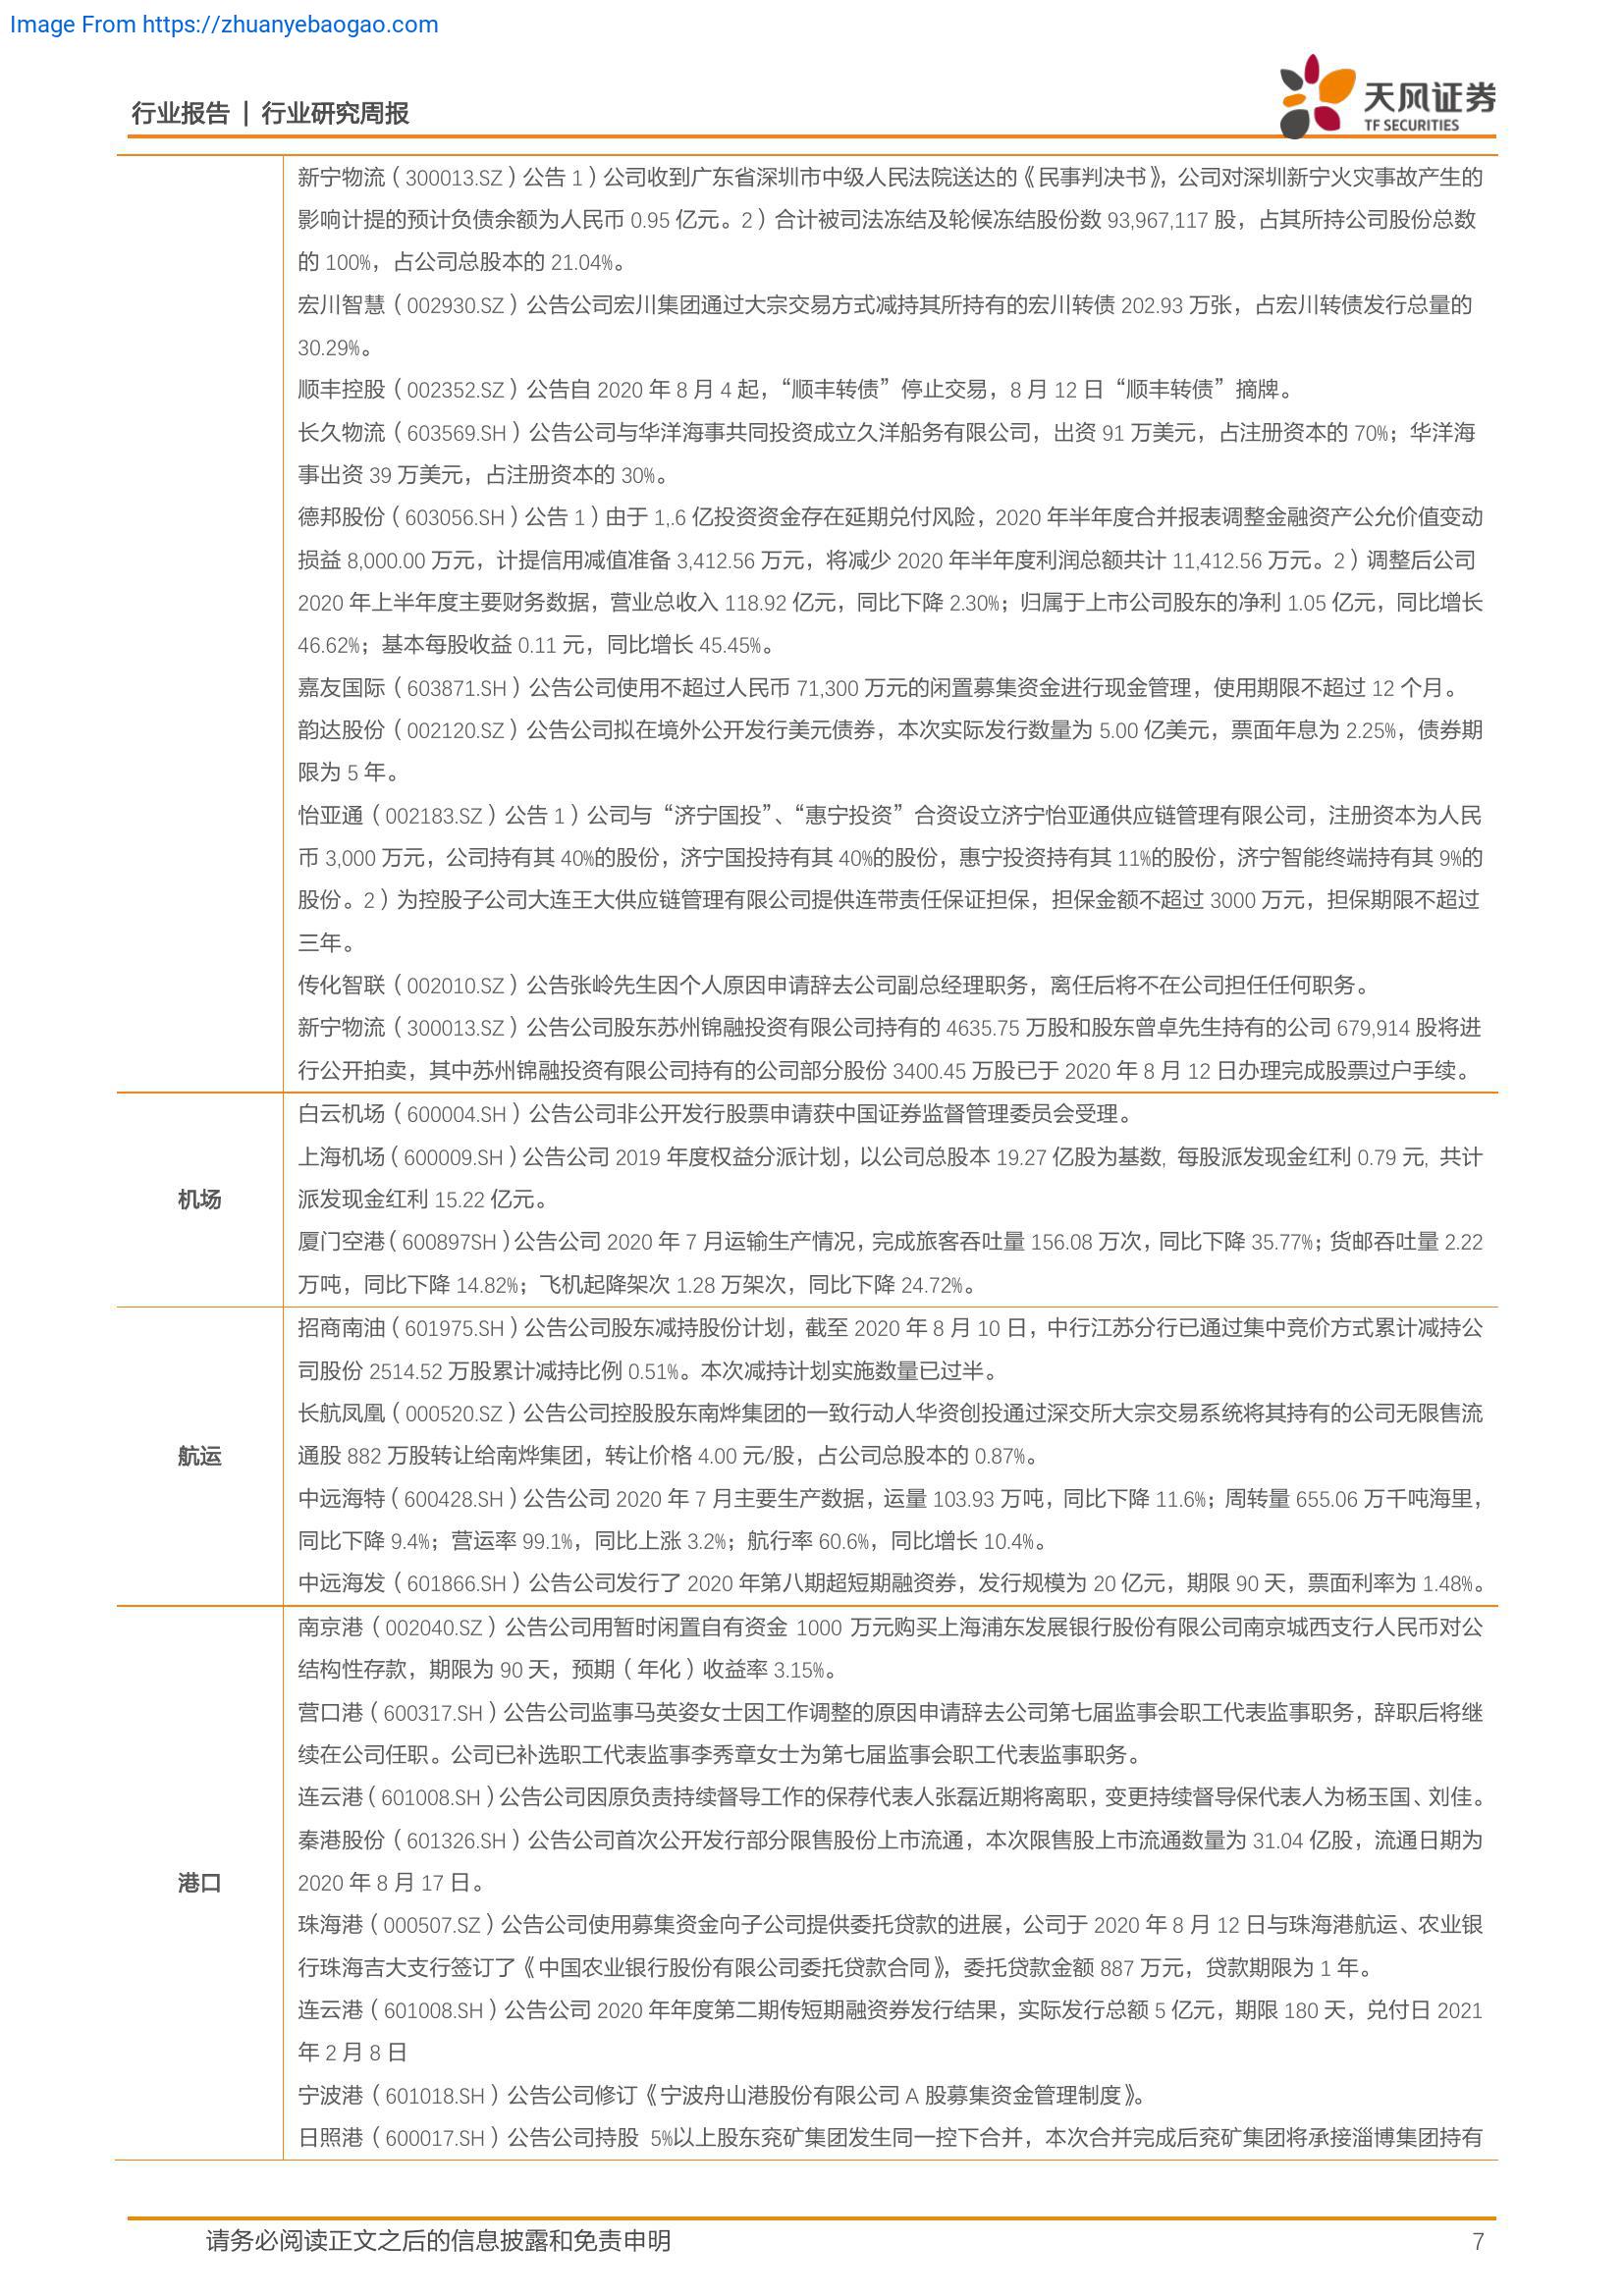 Image From https://zhuanyebaogao.com
行业报告 | 行业研究周报
天风证券
TF SECURITIES
新宁物流（300013.SZ）公告 1）公司收到广东省深圳市中级人民法院送达的《民事判决书》，公司对深圳新宁火灾事故产生的
影响计提的预计负债余额为人民币 0.95 亿元。2）合计被司法冻结及轮候冻结股份数 93,967,117 股，占其所持公司股份总数
的 100%，占公司总股本的 21.04%。
宏川智慧（002930.SZ）公告公司宏川集团通过大宗交易方式减持其所持有的宏川转债 202.93 万张，占宏川转债发行总量的
30.29%。
顺丰控股（002352.SZ）公告自 2020 年 8 月 4 起，“顺丰转债”停止交易，8 月 12 日“顺丰转债”摘牌。
长久物流（603569.SH）公告公司与华洋海事共同投资成立久洋船务有限公司，出资 91 万美元，占注册资本的 70%；华洋海
事出资 39 万美元，占注册资本的 30%。
德邦股份（603056.SH）公告 1）由于 1,.6 亿投资资金存在延期兑付风险，2020 年半年度合并报表调整金融资产公允价值变动
损益 8,000.00 万元，计提信用减值准备 3,412.56 万元，将减少 2020 年半年度利润总额共计 11,412.56 万元。2）调整后公司
2020 年上半年度主要财务数据，营业总收入 118.92 亿元，同比下降 2.30%；归属于上市公司股东的净利 1.05 亿元，同比增长
46.62%；基本每股收益 0.11 元，同比增长 45.45%。
嘉友国际（603871.SH）公告公司使用不超过人民币 71,300 万元的闲置募集资金进行现金管理，使用期限不超过 12 个月。
韵达股份（002120.SZ）公告公司拟在境外公开发行美元债券，本次实际发行数量为 5.00 亿美元，票面年息为 2.25%，债券期
限为 5 年。
怡亚通（002183.SZ）公告 1）公司与“济宁国投”、“惠宁投资”合资设立济宁怡亚通供应链管理有限公司，注册资本为人民
币 3,000 万元，公司持有其 40%的股份，济宁国投持有其 40%的股份，惠宁投资持有其 11%的股份，济宁智能终端持有其 9%的
股份。2）为控股子公司大连王大供应链管理有限公司提供连带责任保证担保，担保金额不超过 3000 万元，担保期限不超过
三年。
传化智联（002010.SZ）公告张岭先生因个人原因申请辞去公司副总经理职务，离任后将不在公司担任任何职务。
新宁物流（300013.SZ）公告公司股东苏州锦融投资有限公司持有的 4635.75 万股和股东曾卓先生持有的公司 679,914 股将进
行公开拍卖，其中苏州锦融投资有限公司持有的公司部分股份 3400.45 万股已于 2020 年 8 月 12 日办理完成股票过户手续。
机场
白云机场（600004.SH）公告公司非公开发行股票申请获中国证券监督管理委员会受理。
上海机场（600009.SH）公告公司 2019 年度权益分派计划，以公司总股本 19.27 亿股为基数, 每股派发现金红利 0.79 元, 共计
派发现金红利 15.22 亿元。
厦门空港（600897SH）公告公司 2020 年 7 月运输生产情况，完成旅客吞吐量 156.08 万次，同比下降 35.77%；货邮吞吐量 2.22
万吨，同比下降 14.82%；飞机起降架次 1.28 万架次，同比下降 24.72%。
航运
招商南油（601975.SH）公告公司股东减持股份计划，截至 2020 年 8 月 10 日，中行江苏分行已通过集中竞价方式累计减持公
司股份 2514.52 万股累计减持比例 0.51%。本次减持计划实施数量已过半。
长航凤凰（000520.SZ）公告公司控股股东南烨集团的一致行动人华资创投通过深交所大宗交易系统将其持有的公司无限售流
通股 882 万股转让给南烨集团，转让价格 4.00 元/股，占公司总股本的 0.87%。
中远海特（600428.SH）公告公司 2020 年 7 月主要生产数据，运量 103.93 万吨，同比下降 11.6%；周转量 655.06 万千吨海里，
同比下降 9.4%；营运率 99.1%，同比上涨 3.2%；航行率 60.6%，同比增长 10.4%。
中远海发（601866.SH）公告公司发行了 2020 年第八期超短期融资券，发行规模为 20 亿元，期限 90 天，票面利率为 1.48%。
港口
南京港（002040.SZ）公告公司用暂时闲置自有资金 1000 万元购买上海浦东发展银行股份有限公司南京城西支行人民币对公
结构性存款，期限为 90 天，预期（年化）收益率 3.15%。
营口港（600317.SH）公告公司监事马英姿女士因工作调整的原因申请辞去公司第七届监事会职工代表监事职务，辞职后将继
续在公司任职。公司已补选职工代表监事李秀章女士为第七届监事会职工代表监事职务。
连云港（601008.SH）公告公司因原负责持续督导工作的保荐代表人张磊近期将离职，变更持续督导保代表人为杨玉国、刘佳。
秦港股份（601326.SH）公告公司首次公开发行部分限售股份上市流通，本次限售股上市流通数量为 31.04 亿股，流通日期为
2020 年 8 月 17 日。
珠海港（000507.SZ）公告公司使用募集资金向子公司提供委托贷款的进展，公司于 2020 年 8 月 12 日与珠海港航运、农业银
行珠海吉大支行签订了《中国农业银行股份有限公司委托贷款合同》，委托贷款金额 887 万元，贷款期限为 1 年。
连云港（601008.SH）公告公司 2020 年年度第二期传短期融资券发行结果，实际发行总额 5 亿元，期限 180 天，兑付日 2021
年 2 月 8 日
宁波港（601018.SH）公告公司修订《宁波舟山港股份有限公司 A 股募集资金管理制度》。
日照港（600017.SH）公告公司持股 5%以上股东兖矿集团发生同一控下合并，本次合并完成后兖矿集团将承接淄博集团持有
请务必阅读正文之后的信息披露和免责申明
7